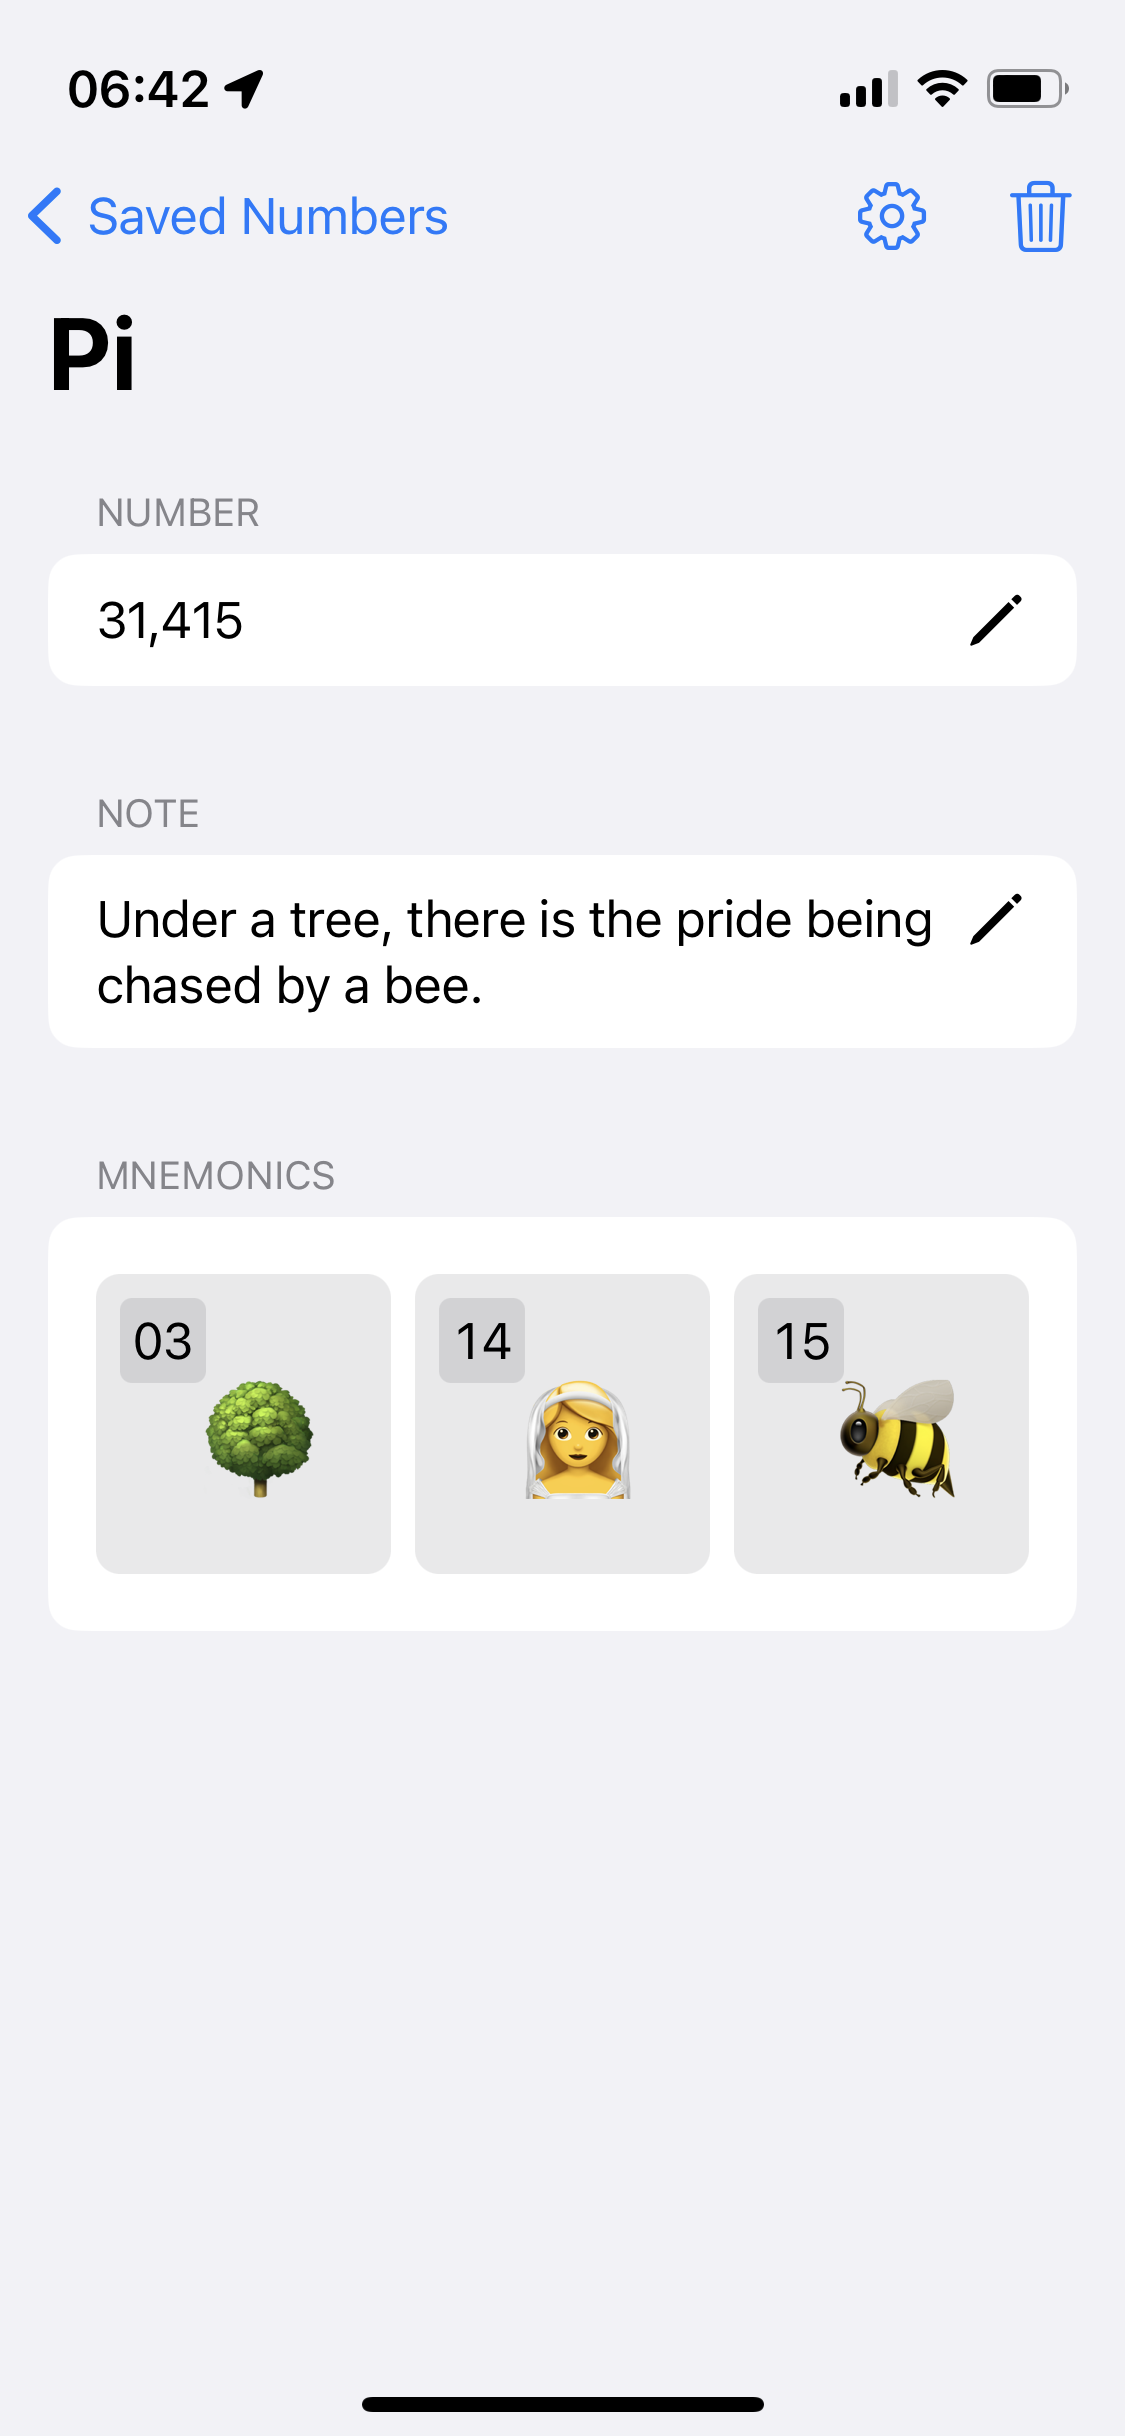 06:42
Saved Numbers
Pi
NUMBER
31,415
NOTE
Under a tree, there is the pride being
chased by a bee.
MNEMONICS
03
14
15